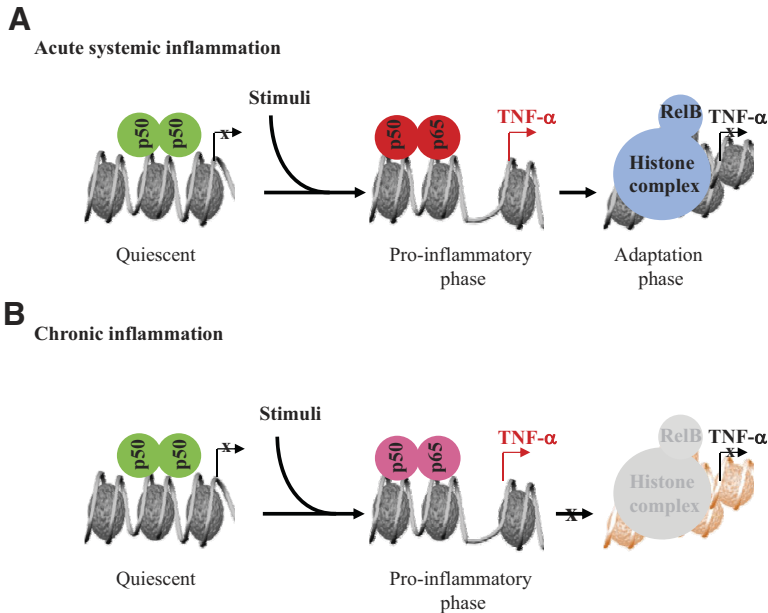 A
Acute systemic inflammation
Stimuli
p50 p50
x
p50 p65
TNF-α
RelB
TNF-α
x
Histone
complex
Quiescent
Pro-inflammatory
phase
Adaptation
phase
B
Chronic inflammation
Stimuli
p50 p50
x
p50 p65
TNF-α
RelB
TNF-α
x
Histone
complex
x
Quiescent
Pro-inflammatory
phase